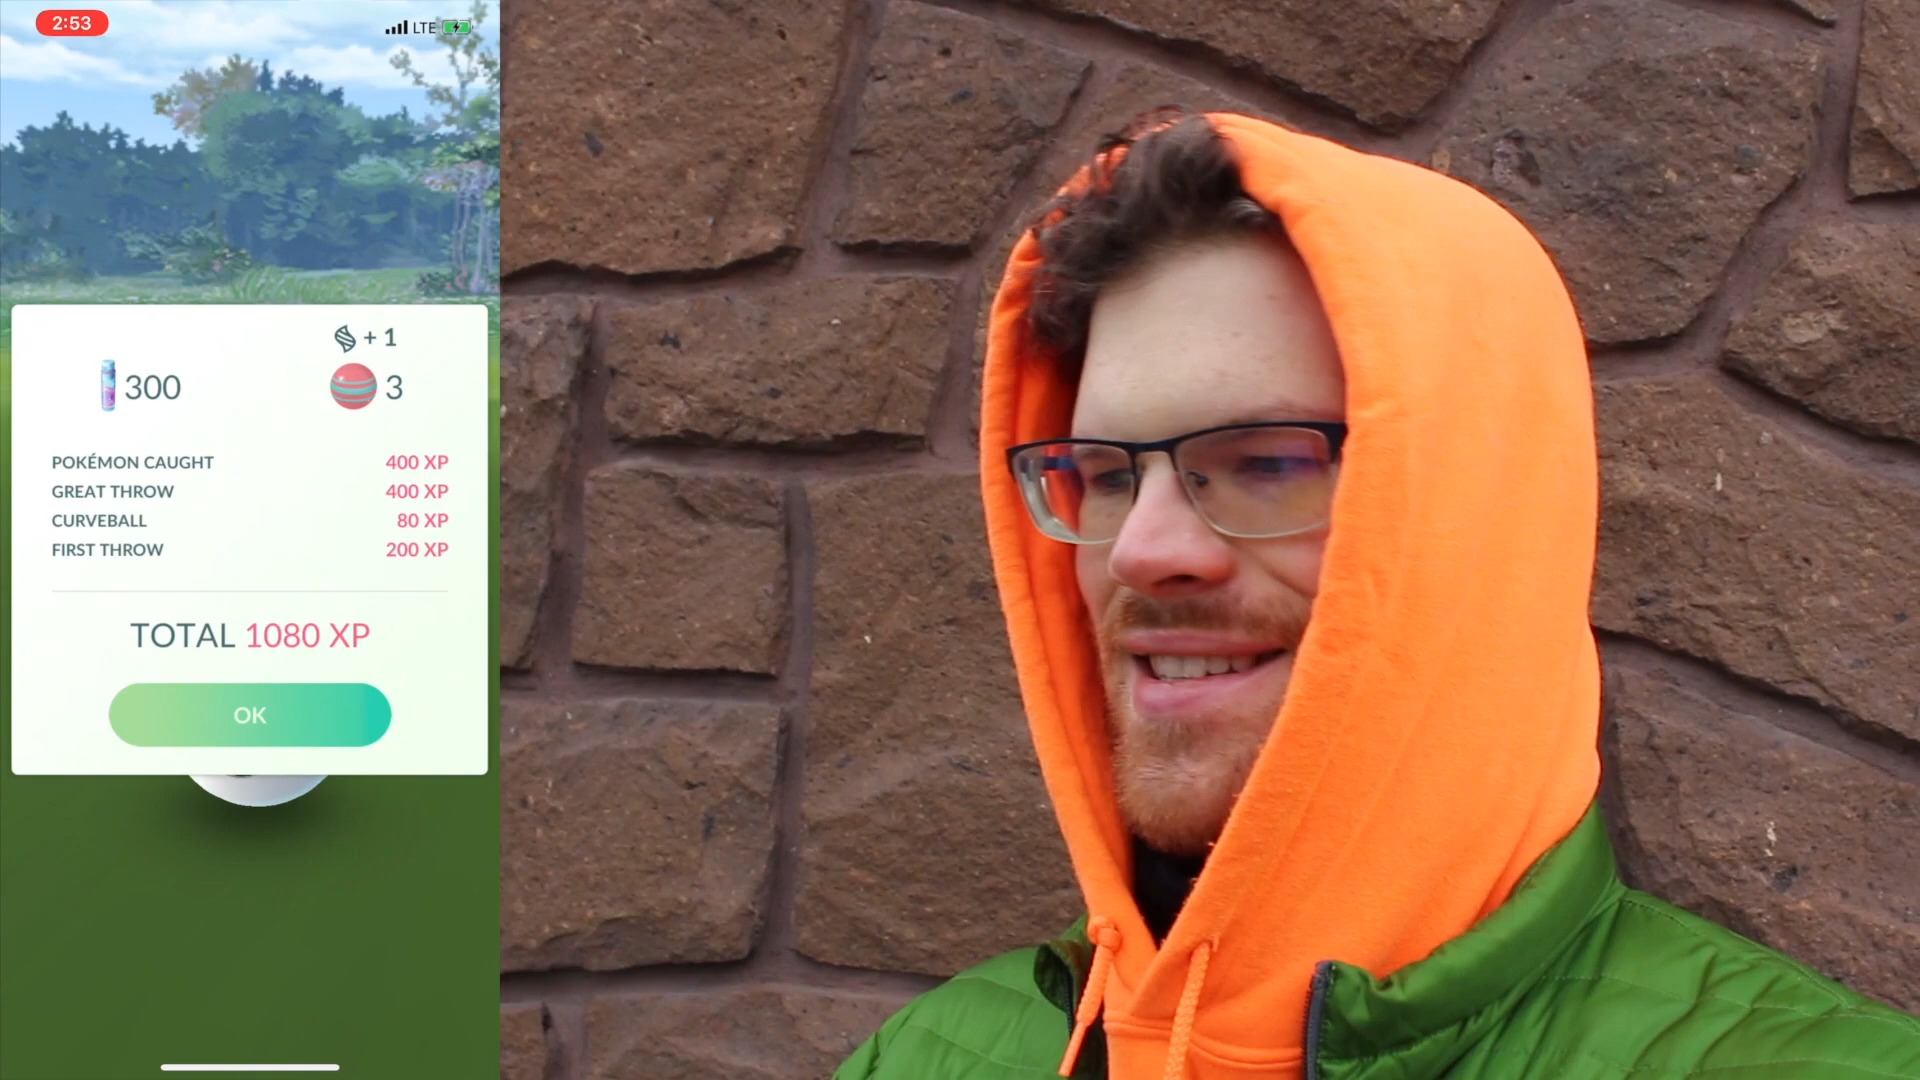 2:53
LTE
+ 1
300
3
POKÉMON CAUGHT 400 XP
GREAT THROW 400 XP
CURVEBALL 80 XP
FIRST THROW 200 XP
TOTAL 1080 XP
OK